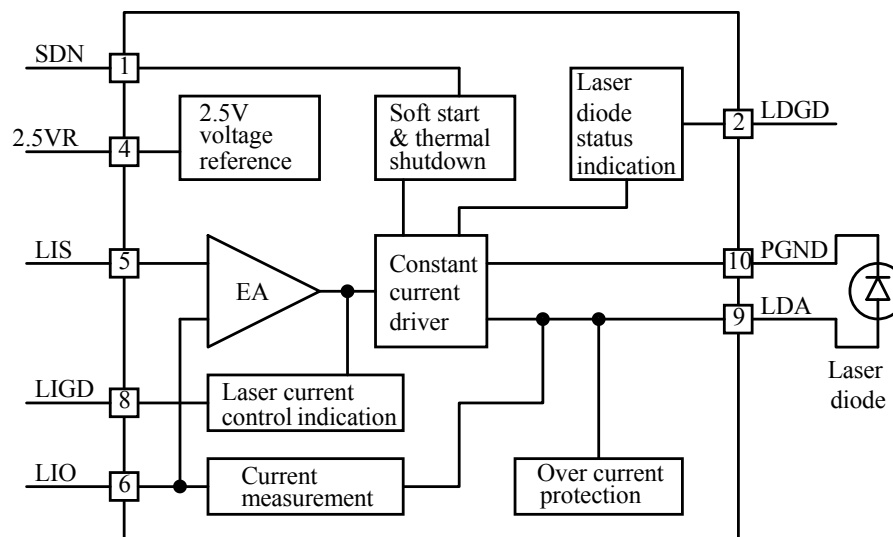 SDN
1
2.5VR
4
2.5V
voltage
reference
Soft start
& thermal
shutdown
Laser
diode
status
indication
2
LDGD
LIS
5
EA
Constant
current
driver
10
PGND
9
LDA
Laser
diode
LIGD
8
Laser current
control indication
LIO
6
Current
measurement
Over current
protection